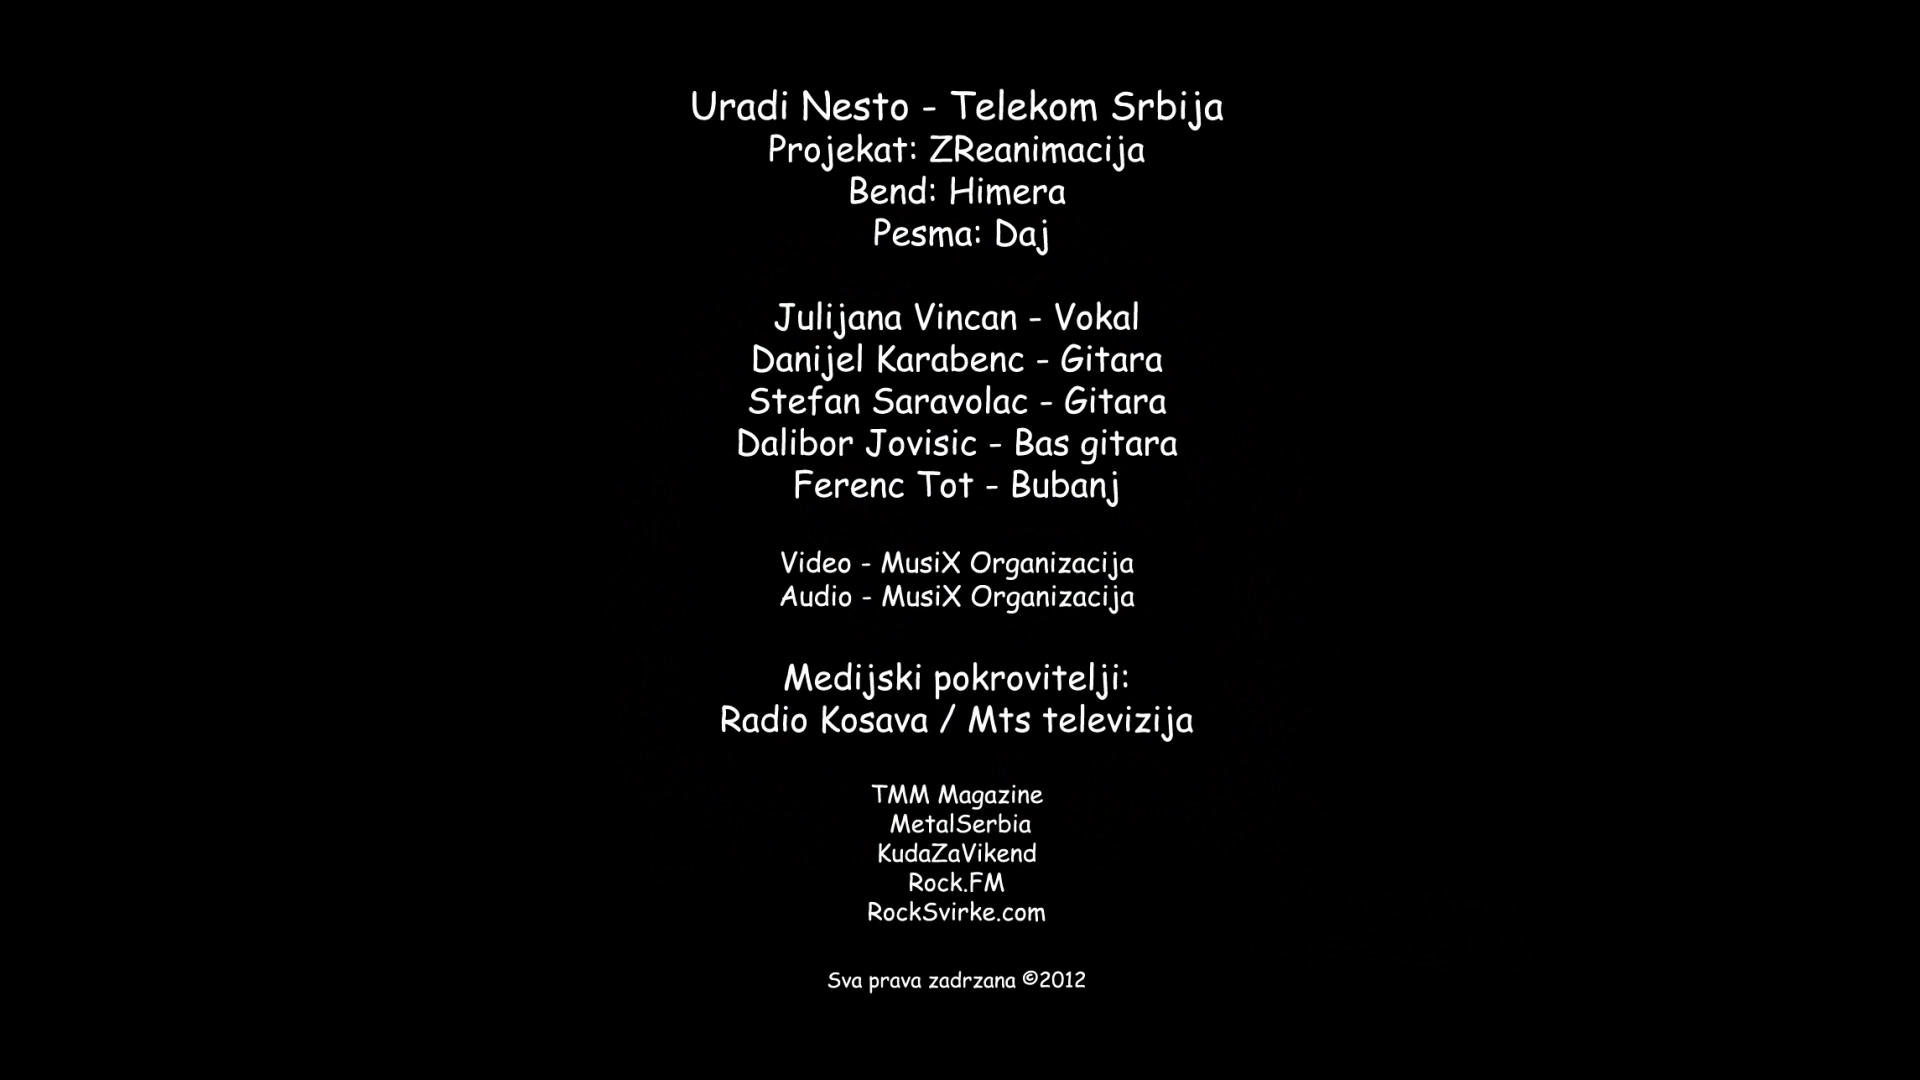 Uradi Nesto - Telekom Srbija
Projekat: ZReanimacija
Bend: Himera
Pesma: Daj
Julijana Vincan - Vokal
Danijel Karabenc - Gitara
Stefan Saravolac - Gitara
Dalibor Jovisic - Bas gitara
Ferenc Tot - Bubanj
Video - MusiX Organizacija
Audio - MusiX Organizacija
Medijski pokrovitelji:
Radio Kosava / Mts televizija
TMM Magazine
MetalSerbia
KudaZaVikend
Rock.FM
RockSvirke.com
Sva prava zadrzana ©2012